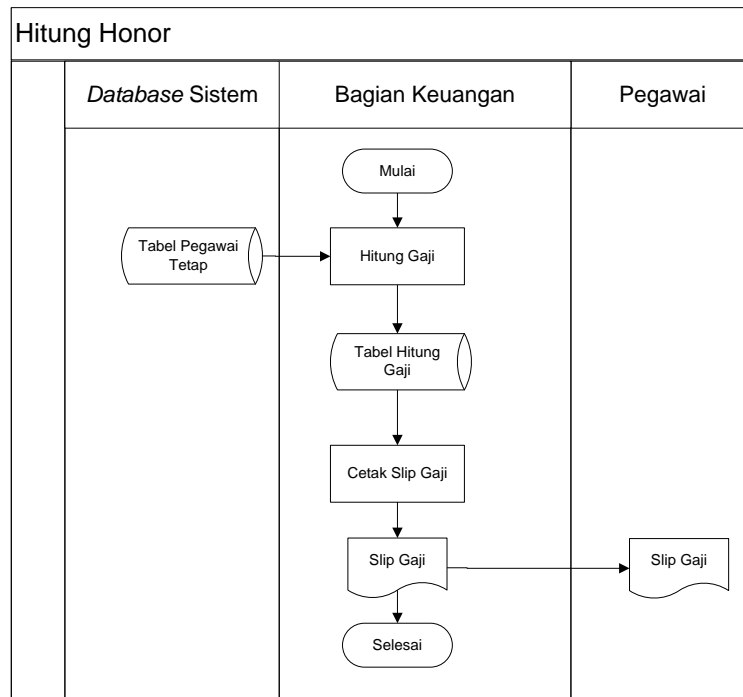 Hitung Honor
Database Sistem
Bagian Keuangan
Pegawai
Mulai
Tabel Pegawai
Tetap
Hitung Gaji
Tabel Hitung
Gaji
Cetak Slip Gaji
Slip Gaji
Slip Gaji
Selesai